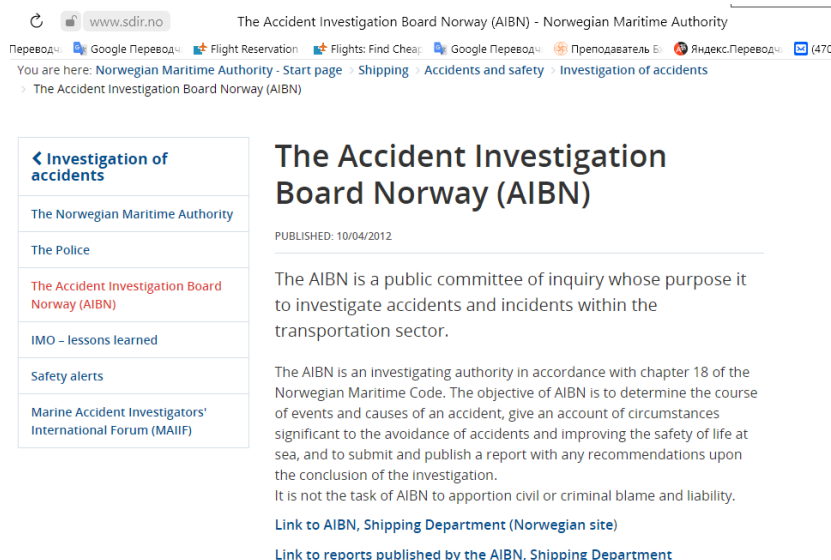 www.sdir.no The Accident Investigation Board Norway (AIBN) - Norwegian Maritime Authority
Google Переводч Flight Reservation Flights: Find Cheap Google Переводч Преподаватель Яндекс.Переводч (470
You are here: Norwegian Maritime Authority - Start page > Shipping > Accidents and safety > Investigation of accidents
> The Accident Investigation Board Norway (AIBN)
Investigation of
accidents
The Norwegian Maritime Authority
The Police
The Accident Investigation Board
Norway (AIBN)
IMO – lessons learned
Safety alerts
Marine Accident Investigators'
International Forum (MAIIF)
The Accident Investigation
Board Norway (AIBN)
PUBLISHED: 10/04/2012
The AIBN is a public committee of inquiry whose purpose it
to investigate accidents and incidents within the
transportation sector.
The AIBN is an investigating authority in accordance with chapter 18 of the
Norwegian Maritime Code. The objective of AIBN is to determine the course
of events and causes of an accident, give an account of circumstances
significant to the avoidance of accidents and improving the safety of life at
sea, and to submit and publish a report with any recommendations upon
the conclusion of the investigation.
It is not the task of AIBN to apportion civil or criminal blame and liability.
Link to AIBN, Shipping Department (Norwegian site)
Link to reports published by the AIBN, Shipping Department